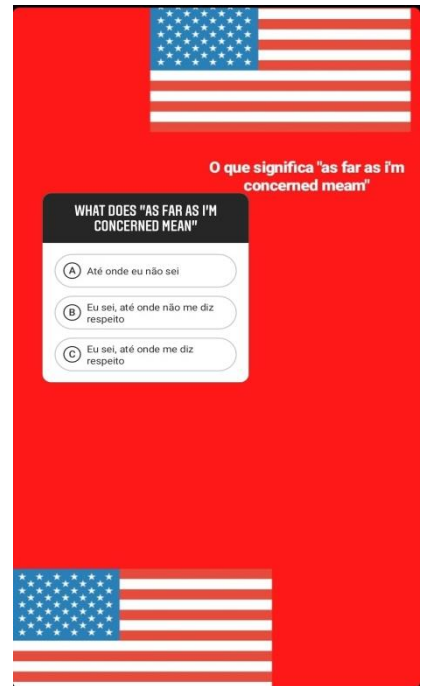 O que significa "as far as i'm
concerned meam"
WHAT DOES "AS FAR AS I'M
CONCERNED MEAN"
A Até onde eu não sei
B Eu sei, até onde não me diz
respeito
C Eu sei, até onde me diz
respeito